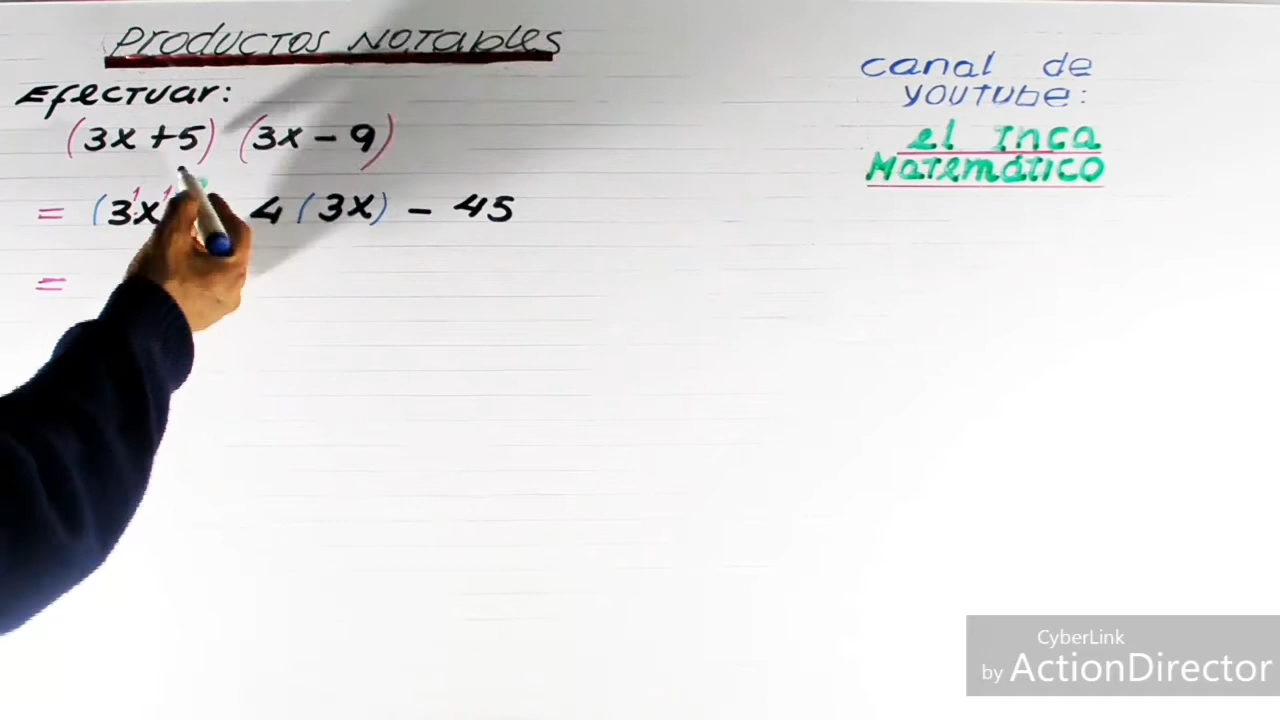 PRODUCTOS NOTABLES
Efectuar:
(3x + 5) (3x - 9)
= (3x 4 (3x) - 45
=
canal de
YOUTUBE:
el Inca
Matemático
CyberLink
by ActionDirector